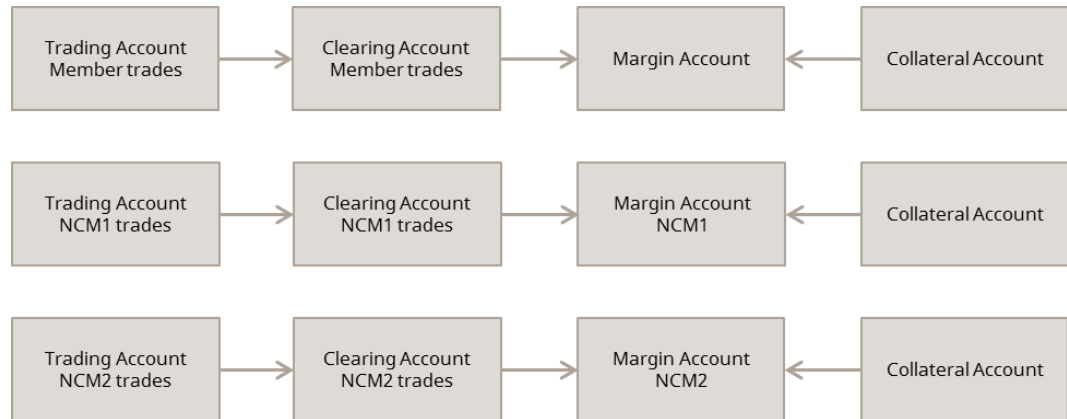 Trading Account
Member trades
Clearing Account
Member trades
Margin Account
Collateral Account
Trading Account
NCM1 trades
Clearing Account
NCM1 trades
Margin Account
NCM1
Collateral Account
Trading Account
NCM2 trades
Clearing Account
NCM2 trades
Margin Account
NCM2
Collateral Account